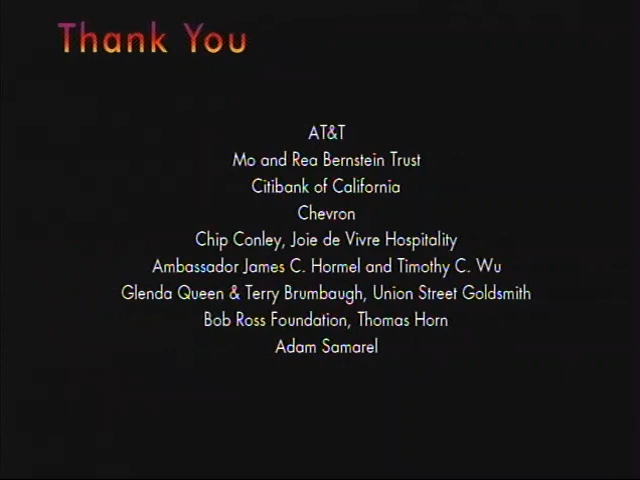 Thank You
AT&T
Mo and Rea Bernstein Trust
Citibank of California
Chevron
Chip Conley, Joie de Vivre Hospitality
Ambassador James C. Hormel and Timothy C. Wu
Glenda Queen & Terry Brumbaugh, Union Street Goldsmith
Bob Ross Foundation, Thomas Horn
Adam Samarel